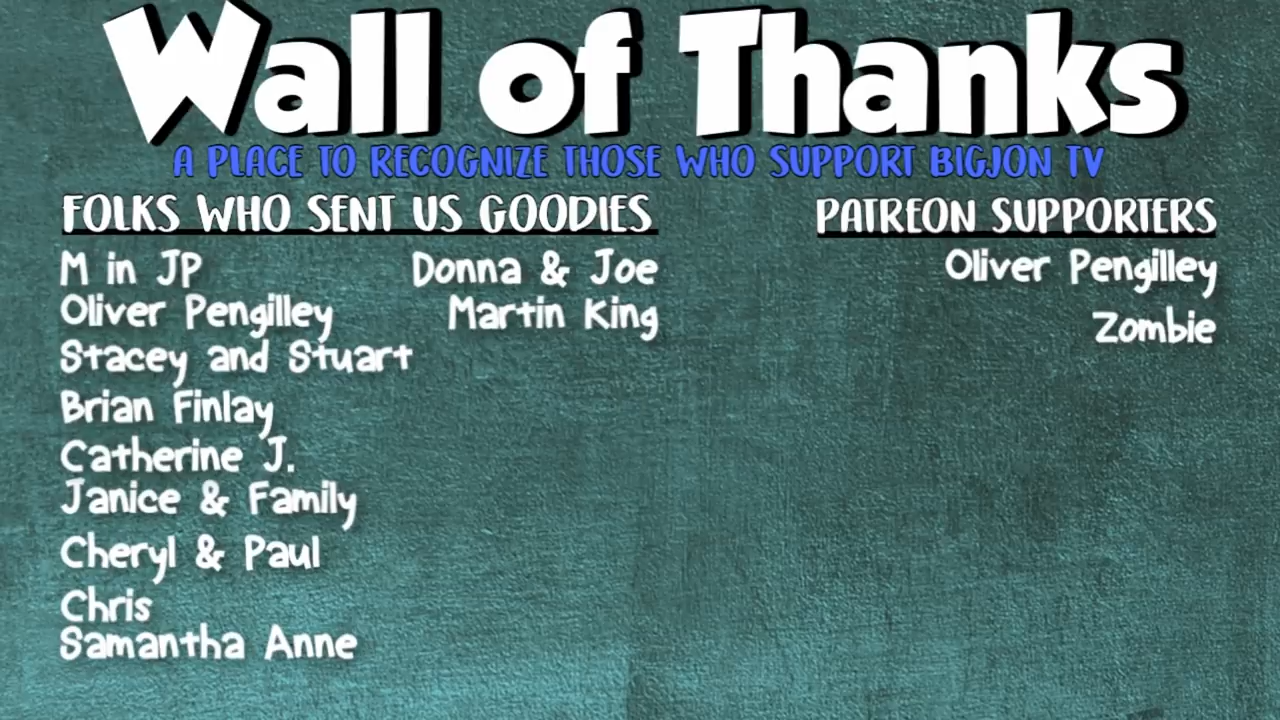 Wall of Thanks
A PLACE TO RECOGNIZE THOSE WHO SUPPORT BIGJON TV
FOLKS WHO SENT US GOODIES
M in JP
Oliver Pengilley
Stacey and Stuart
Brian Finlay
Catherine J.
Janice & Family
Cheryl & Paul
Chris
Samantha Anne
Donna & Joe
Martin King
PATREON SUPPORTERS
Oliver Pengilley
Zombie